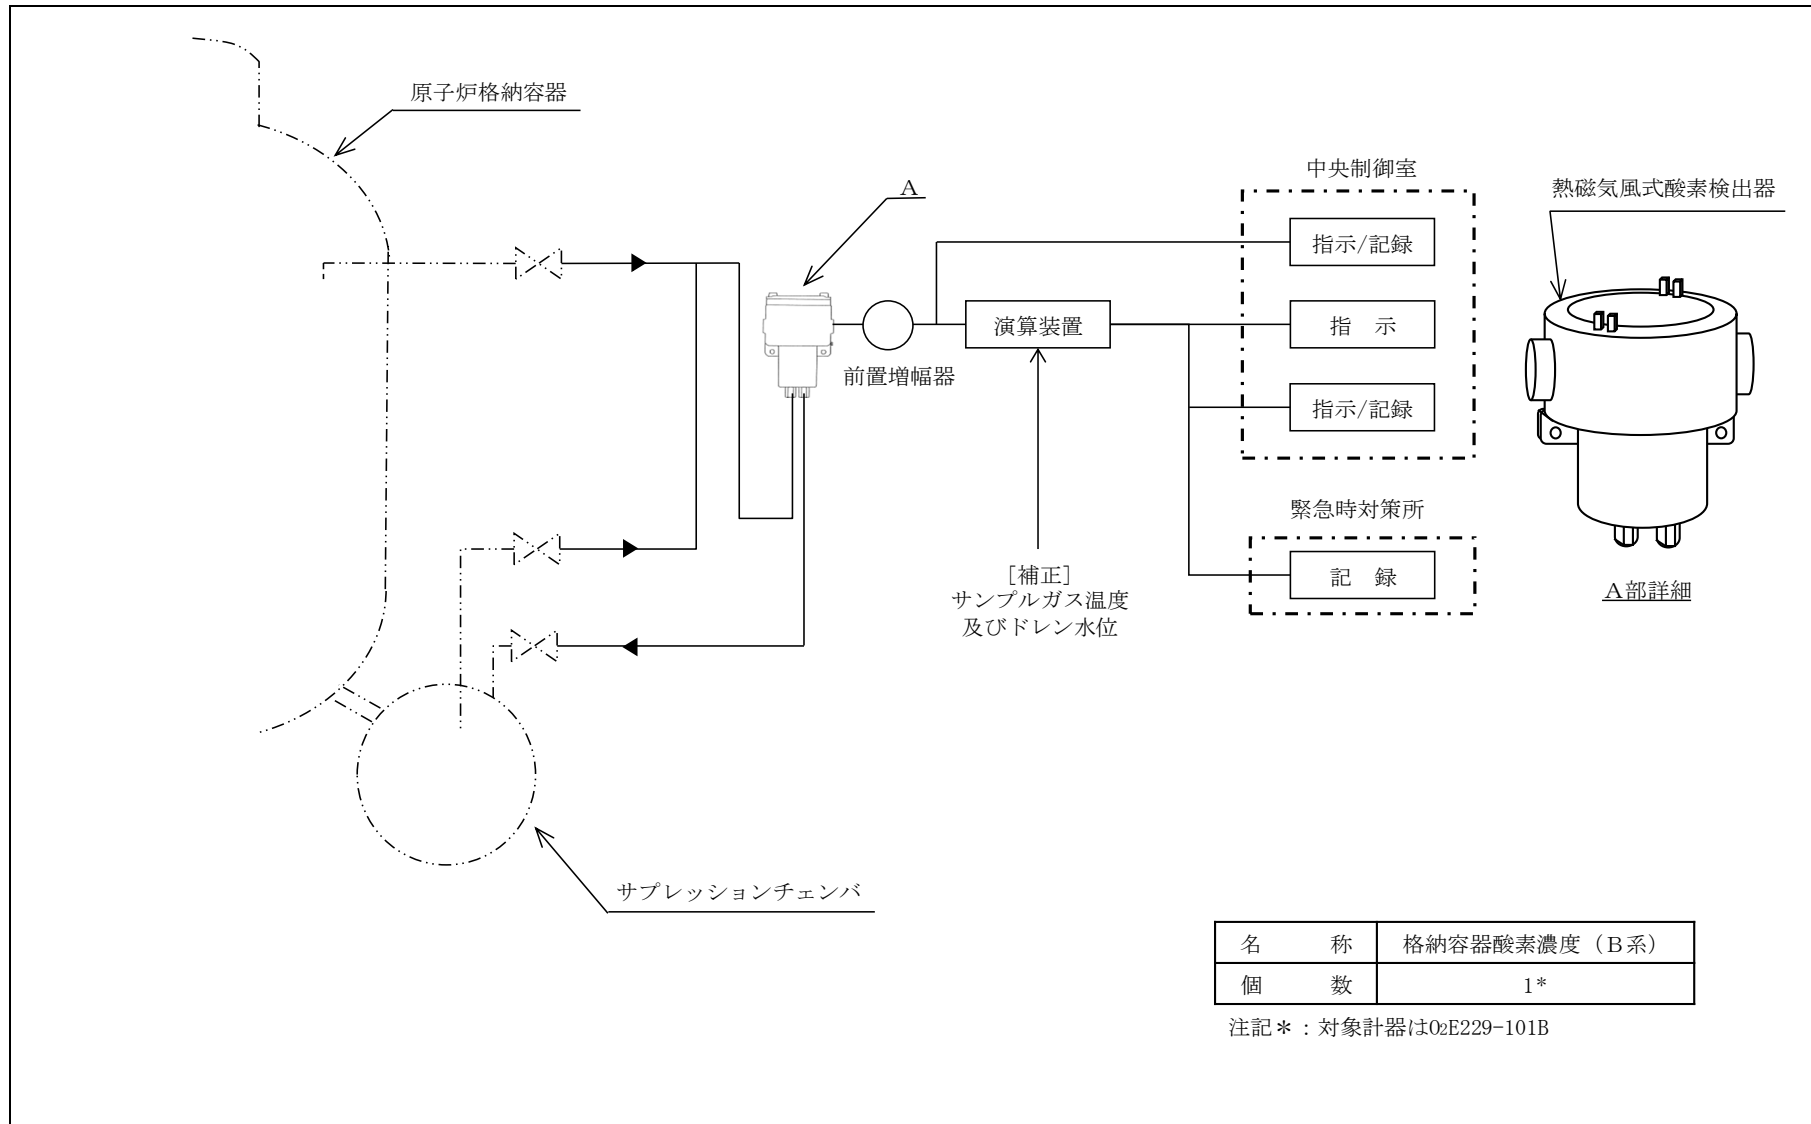 原子炉格納容器
A
前置増幅器
演算装置
[補正]
サンプルガス温度
及びドレン水位
中央制御室
指示/記録
指　示
指示/記録
緊急時対策所
記　録
熱磁気風式酸素検出器
A部詳細
サプレッションチェンバ
名　　称　格納容器酸素濃度（B系）
個　　数　1*
注記＊：対象計器はO2E229-101B